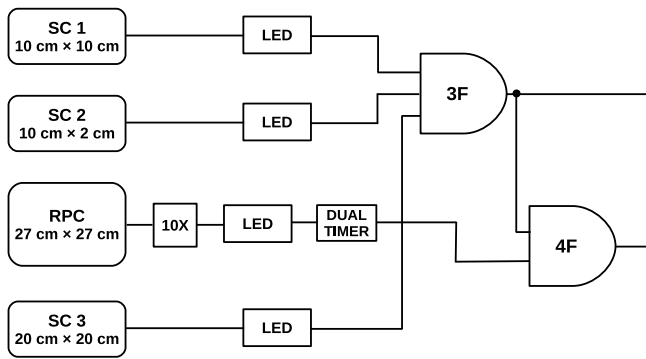 SC 1
10 cm × 10 cm
LED
3F
SC 2
10 cm × 2 cm
LED
RPC
27 cm × 27 cm
10X
LED
DUAL
TIMER
4F
SC 3
20 cm × 20 cm
LED